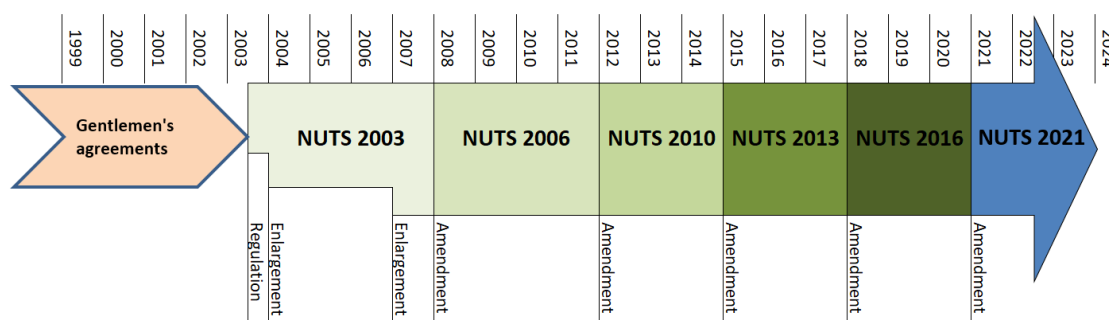 1999
2000
2001
2002
2003
2004
2005
2006
2007
2008
2009
2010
2011
2012
2013
2014
2015
2016
2017
2018
2019
2020
2021
2022
2023
2024
Gentlemen's
agreements
NUTS 2003
NUTS 2006
NUTS 2010
NUTS 2013
NUTS 2016
NUTS 2021
Regulation
Enlargement
Enlargement
Amendment
Amendment
Amendment
Amendment
Amendment